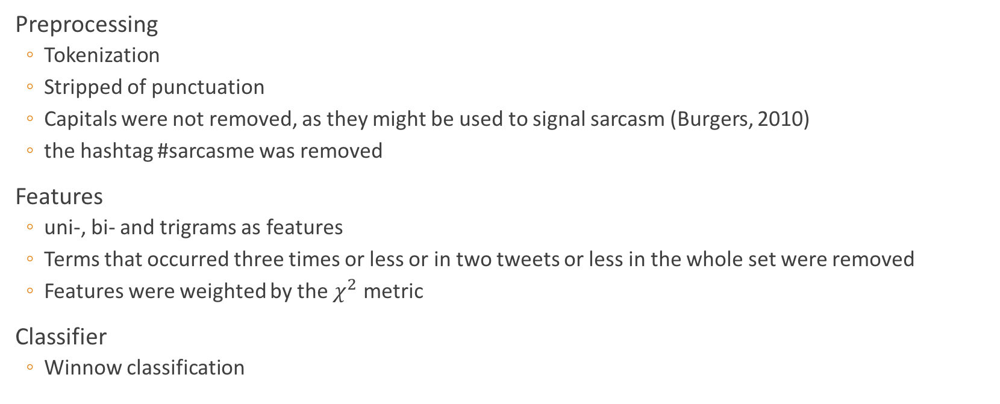 Preprocessing
◦ Tokenization
◦ Stripped of punctuation
◦ Capitals were not removed, as they might be used to signal sarcasm (Burgers, 2010)
◦ the hashtag #sarcasme was removed
Features
◦ uni-, bi- and trigrams as features
◦ Terms that occurred three times or less or in two tweets or less in the whole set were removed
◦ Features were weighted by the χ² metric
Classifier
◦ Winnow classification